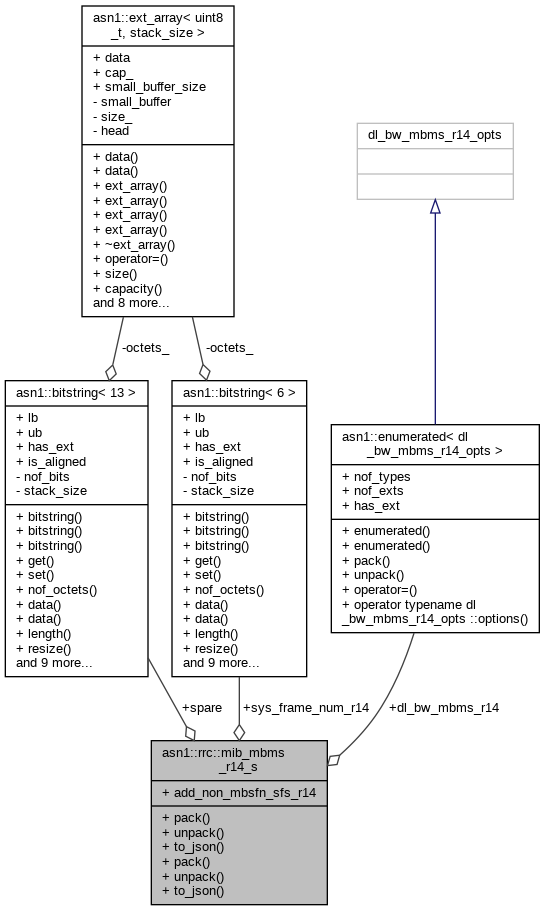 asn1::ext_array< uint8
_t, stack_size >
+ data
+ cap_
+ small_buffer_size
- small_buffer
- size_
- head
+ data()
+ data()
+ ext_array()
+ ext_array()
+ ext_array()
+ ext_array()
+ ~ext_array()
+ operator=()
+ size()
+ capacity()
and 8 more...
dl_bw_mbms_r14_opts
-octets_
-octets_
asn1::bitstring< 13 >
+ lb
+ ub
+ has_ext
+ is_aligned
- nof_bits
- stack_size
+ bitstring()
+ bitstring()
+ bitstring()
+ get()
+ set()
+ nof_octets()
+ data()
+ data()
+ length()
+ resize()
and 9 more...
asn1::bitstring< 6 >
+ lb
+ ub
+ has_ext
+ is_aligned
- nof_bits
- stack_size
+ bitstring()
+ bitstring()
+ bitstring()
+ get()
+ set()
+ nof_octets()
+ data()
+ data()
+ length()
+ resize()
and 9 more...
asn1::enumerated< dl
_bw_mbms_r14_opts >
+ nof_types
+ nof_exts
+ has_ext
+ enumerated()
+ enumerated()
+ pack()
+ unpack()
+ operator=()
+ operator typename dl
_bw_mbms_r14_opts ::options()
+spare
+sys_frame_num_r14
+dl_bw_mbms_r14
asn1::rrc::mib_mbms
_r14_s
+ add_non_mbsfn_sfs_r14
+ pack()
+ unpack()
+ to_json()
+ pack()
+ unpack()
+ to_json()